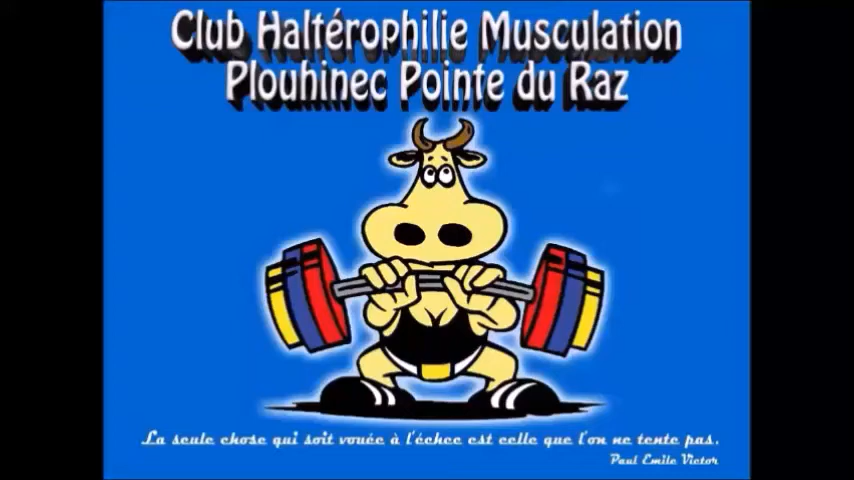 Club Haltérophilie Musculation
Plouhinec Pointe du Raz
La seule chose qui soit vouée à l'échec est celle que l'on ne tente pas.
Paul Emile Victor